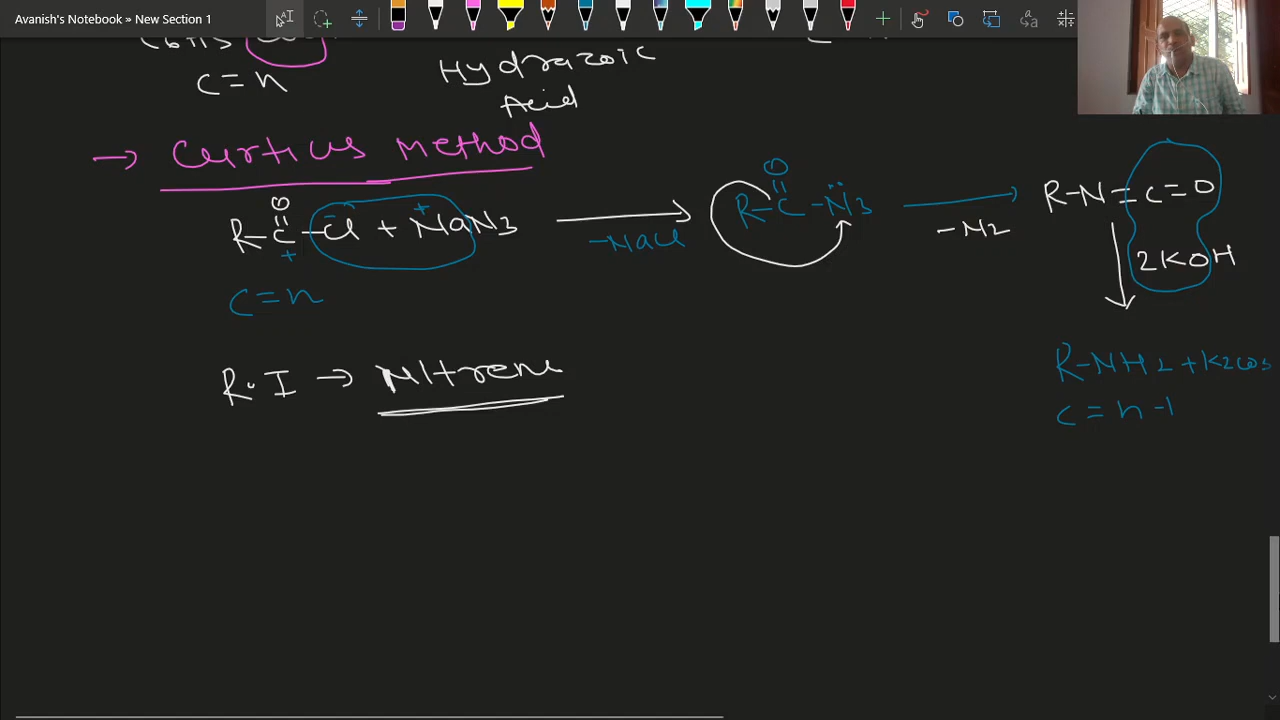 Avanish's Notebook » New Section 1
C = n
Hydrazoic
Acid
→ Curtius Method
R-C-Cl + NaN3 → -NaCl R-C-N3 → -N2 R-N=C=O
O
+
- +
O
2KOH
C = n
R.I → Nitrene
R-NH2 + K2CO3
C = n-1